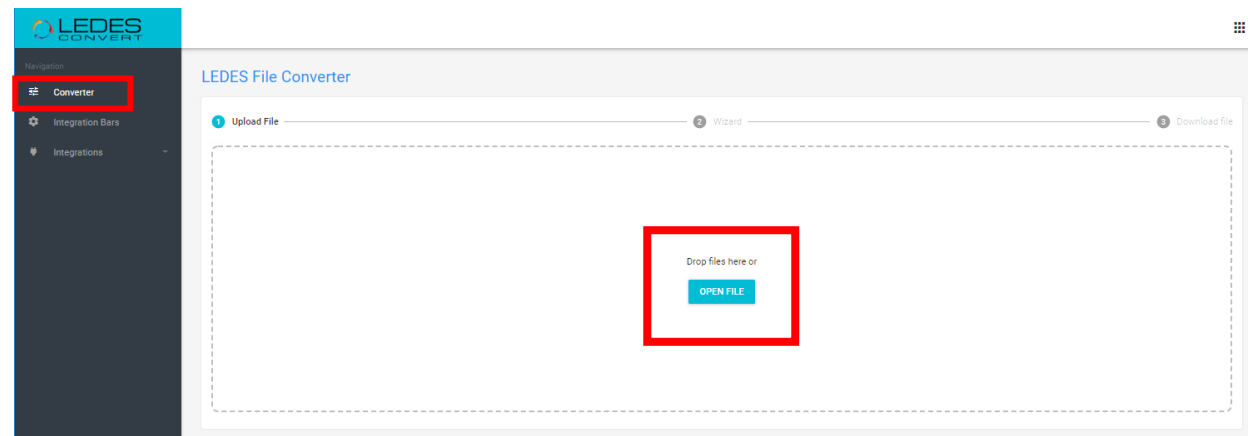 LEDES
CONVERT
Navigation
Converter
Integration Bars
Integrations
LEDES File Converter
1 Upload File
2 Wizard
3 Download file
Drop files here or
OPEN FILE